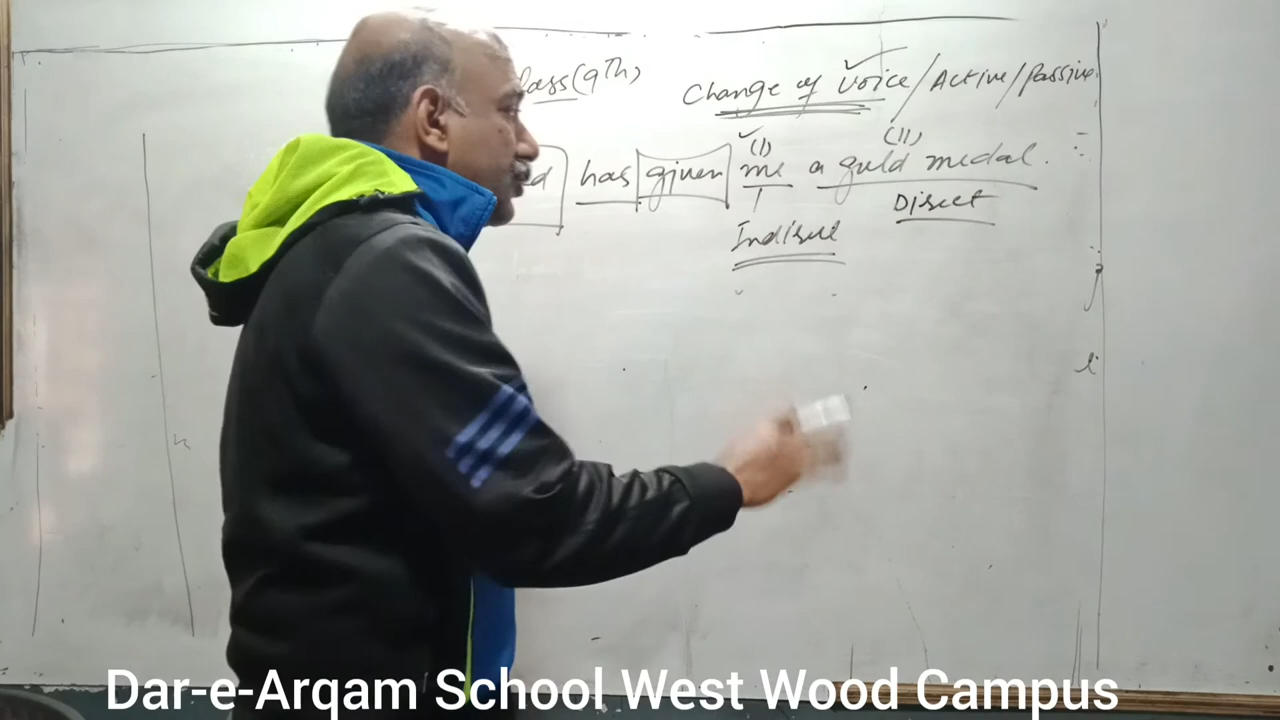 lass (9Th)
Change of Voice / Active / Passive
(I) (II)
ed has given me a gold medal.
Direct
Indirect
Dar-e-Arqam School West Wood Campus